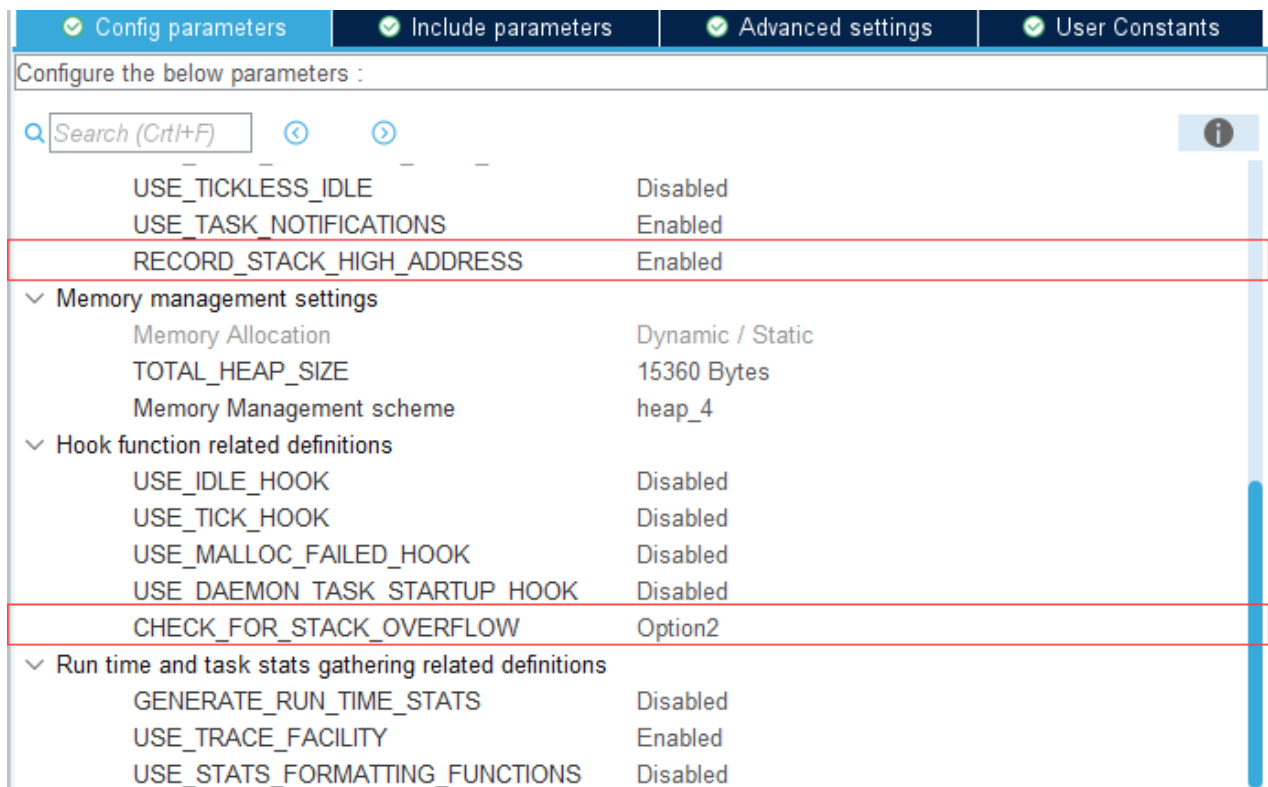 Config parameters Include parameters Advanced settings User Constants
Configure the below parameters :
Search (Crtl+F)
USE_TICKLESS_IDLE Disabled
USE_TASK_NOTIFICATIONS Enabled
RECORD_STACK_HIGH_ADDRESS Enabled
Memory management settings
Memory Allocation Dynamic / Static
TOTAL_HEAP_SIZE 15360 Bytes
Memory Management scheme heap_4
Hook function related definitions
USE_IDLE_HOOK Disabled
USE_TICK_HOOK Disabled
USE_MALLOC_FAILED_HOOK Disabled
USE_DAEMON_TASK_STARTUP_HOOK Disabled
CHECK_FOR_STACK_OVERFLOW Option2
Run time and task stats gathering related definitions
GENERATE_RUN_TIME_STATS Disabled
USE_TRACE_FACILITY Enabled
USE_STATS_FORMATTING_FUNCTIONS Disabled